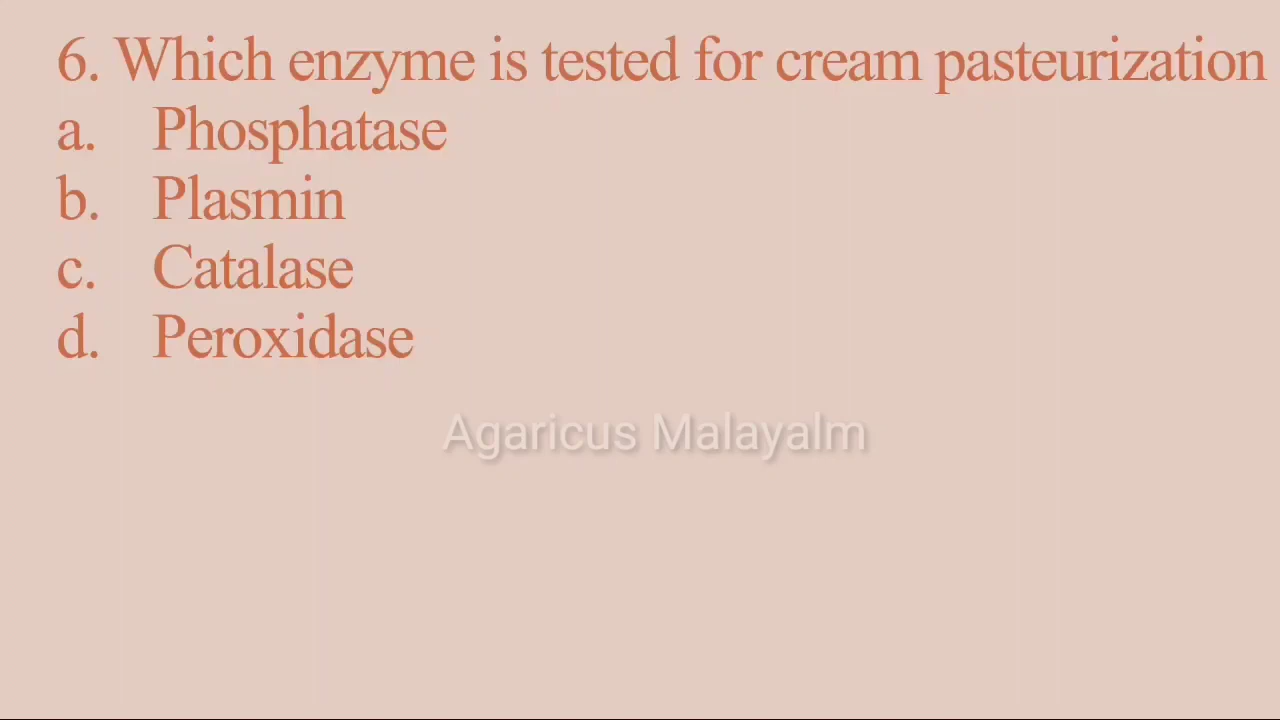 6. Which enzyme is tested for cream pasteurization
a. Phosphatase
b. Plasmin
c. Catalase
d. Peroxidase
Agaricus Malayalm